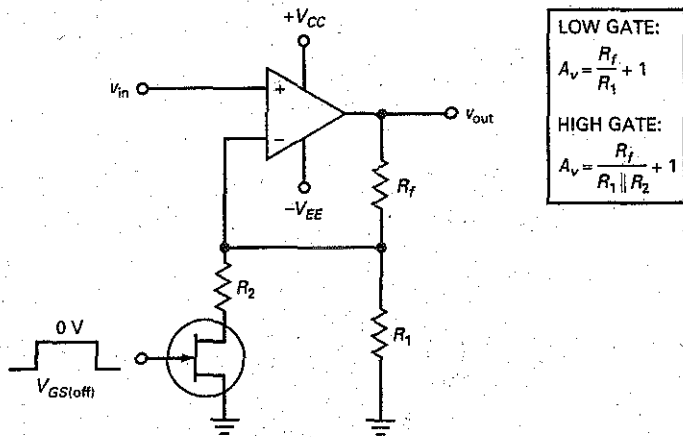 +V_CC
v_in
+
−
v_out
−V_EE
R_f
R_2
R_1
0 V
V_GS(off)
LOW GATE:
A_v = R_f / R_1 + 1
HIGH GATE:
A_v = R_f / (R_1 || R_2) + 1